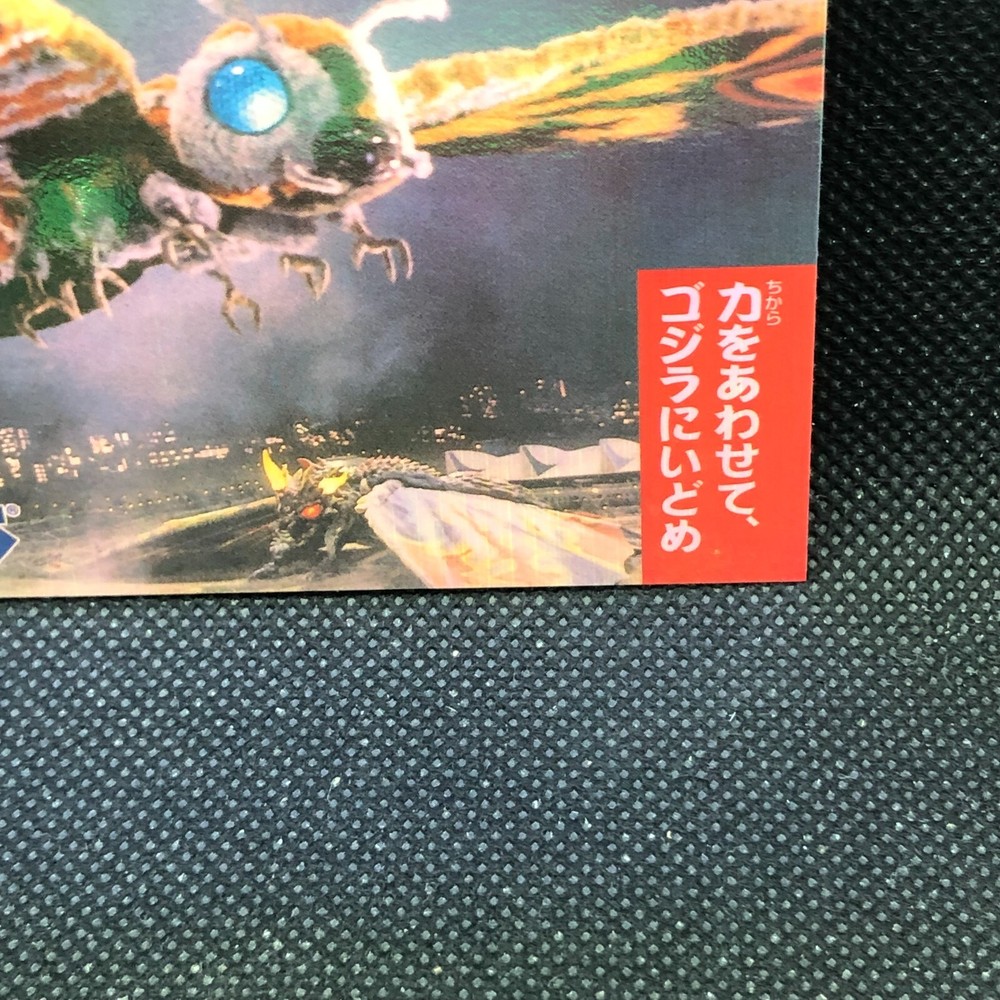 力をあわせて、
ちから
ゴジラにいどめ
®